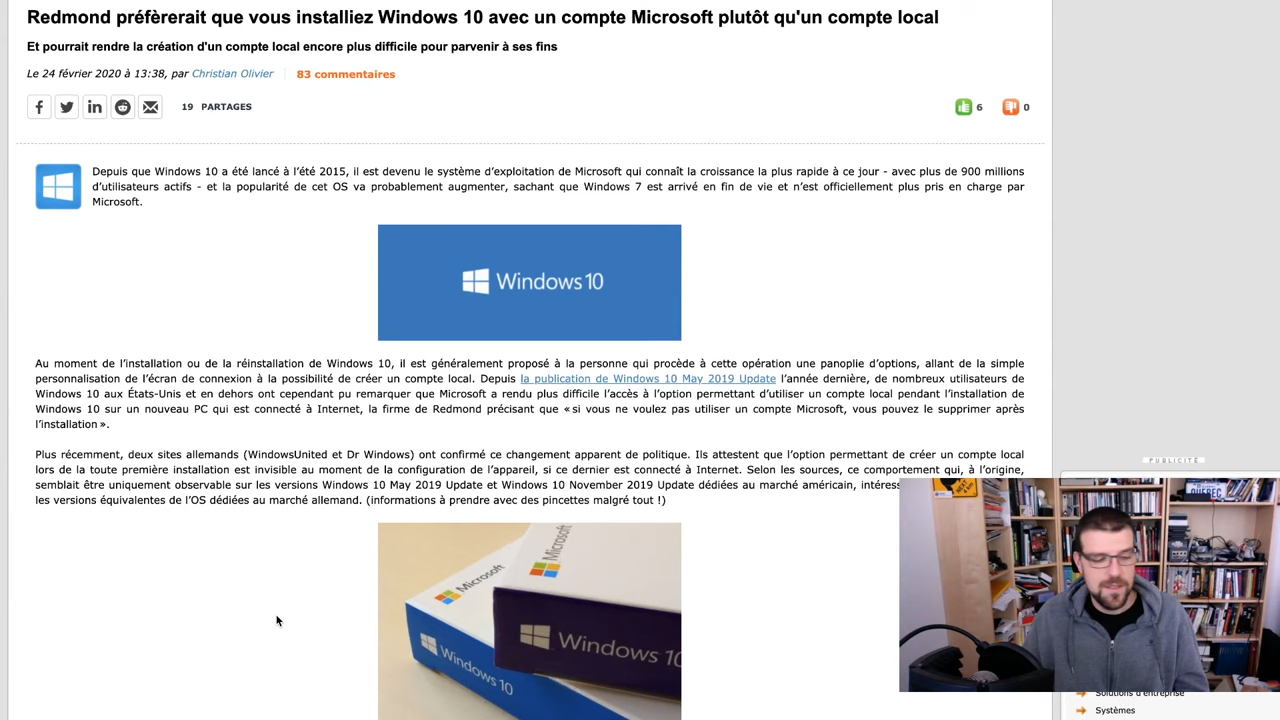 Redmond préfèrerait que vous installiez Windows 10 avec un compte Microsoft plutôt qu'un compte local
Et pourrait rendre la création d'un compte local encore plus difficile pour parvenir à ses fins
Le 24 février 2020 à 13:38, par Christian Olivier
83 commentaires
19 PARTAGES
6
0
Depuis que Windows 10 a été lancé à l'été 2015, il est devenu le système d'exploitation de Microsoft qui connaît la croissance la plus rapide à ce jour - avec plus de 900 millions
d'utilisateurs actifs - et la popularité de cet OS va probablement augmenter, sachant que Windows 7 est arrivé en fin de vie et n'est officiellement plus pris en charge par
Microsoft.
Windows 10
Au moment de l'installation ou de la réinstallation de Windows 10, il est généralement proposé à la personne qui procède à cette opération une panoplie d'options, allant de la simple
personnalisation de l'écran de connexion à la possibilité de créer un compte local. Depuis la publication de Windows 10 May 2019 Update l'année dernière, de nombreux utilisateurs de
Windows 10 aux États-Unis et en dehors ont cependant pu remarquer que Microsoft a rendu plus difficile l'accès à l'option permettant d'utiliser un compte local pendant l'installation de
Windows 10 sur un nouveau PC qui est connecté à Internet, la firme de Redmond précisant que « si vous ne voulez pas utiliser un compte Microsoft, vous pouvez le supprimer après
l'installation ».
Plus récemment, deux sites allemands (WindowsUnited et Dr Windows) ont confirmé ce changement apparent de politique. Ils attestent que l'option permettant de créer un compte local
lors de la toute première installation est invisible au moment de la configuration de l'appareil, si ce dernier est connecté à Internet. Selon les sources, ce comportement qui, à l'origine,
semblait être uniquement observable sur les versions Windows 10 May 2019 Update et Windows 10 November 2019 Update dédiées au marché américain,
les versions équivalentes de l'OS dédiées au marché allemand. (informations à prendre avec des pincettes malgré tout !)
PUBLICITÉ
Microsoft
Microsoft
Windows 10
Windows 10
QUÉBEC
Solutions d'entreprise
Systèmes